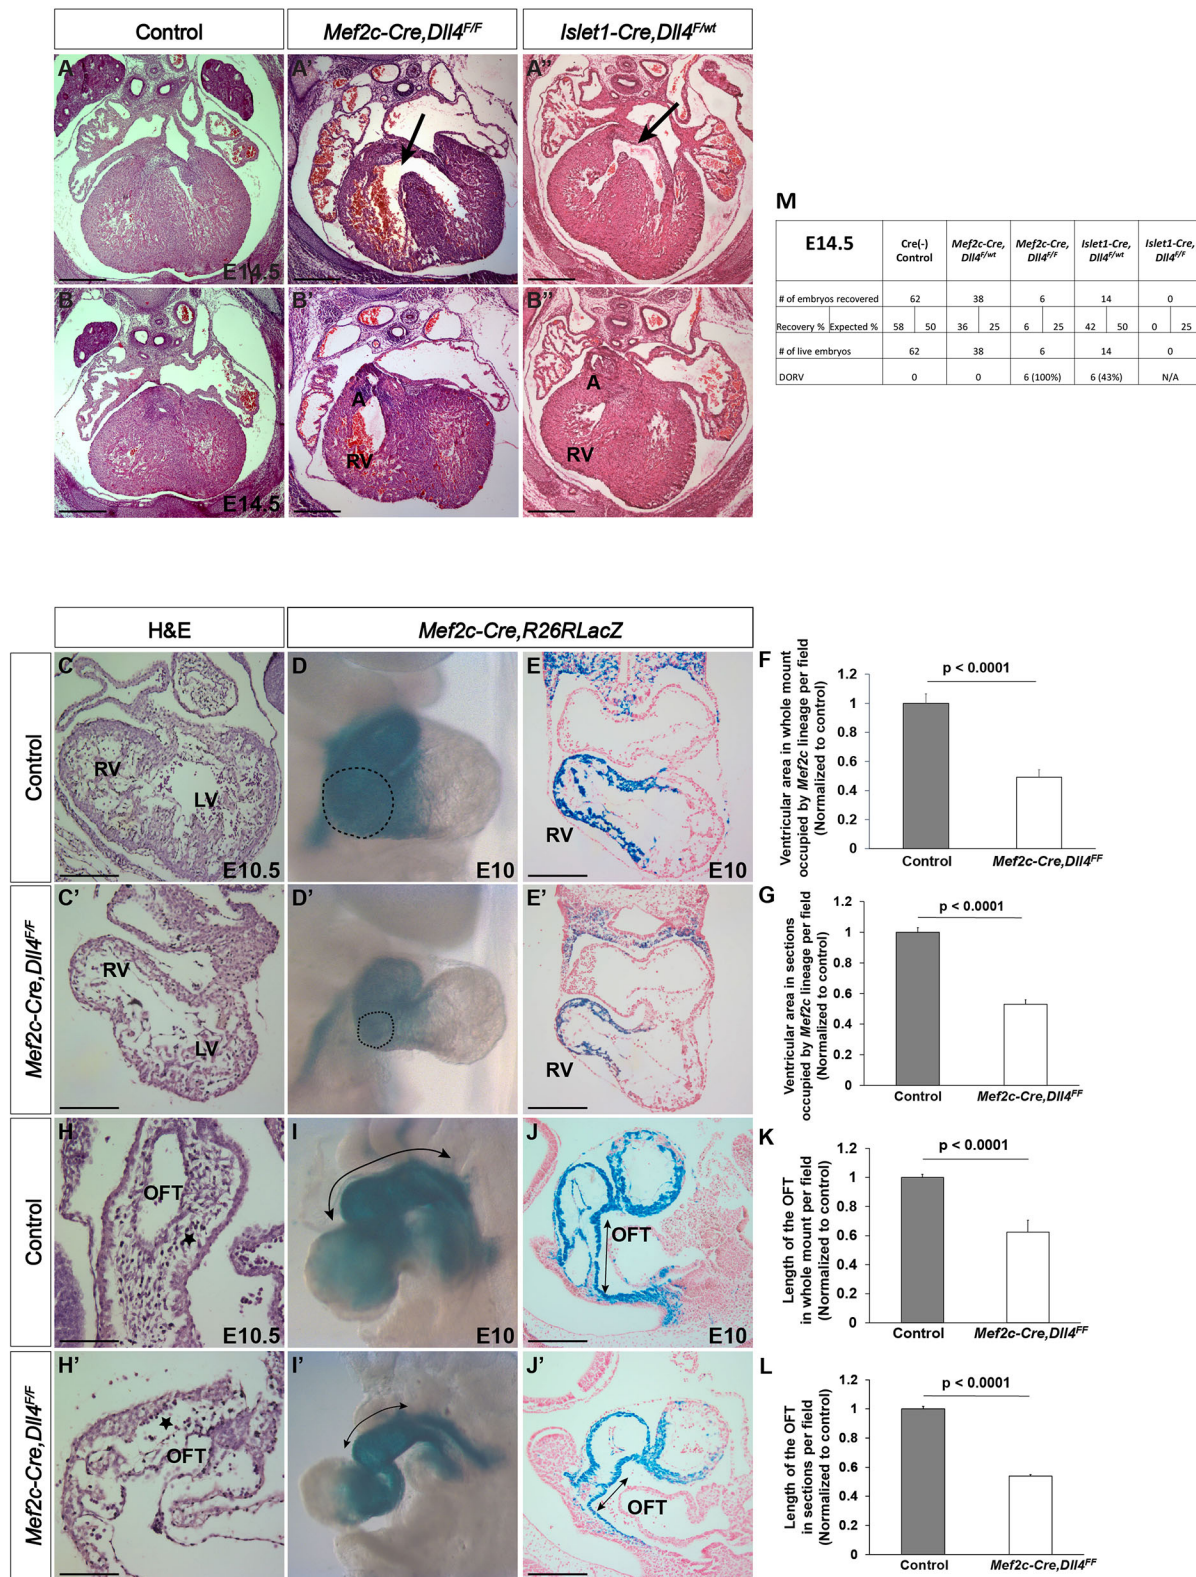 Control
Mef2c-Cre,Dll4F/F
Islet1-Cre,Dll4F/wt
A
E14.5
A'
A"
B
E14.5
B'
A
RV
B"
A
RV
M
E14.5
Cre(-) Control
Mef2c-Cre, Dll4F/wt
Mef2c-Cre, Dll4F/F
Islet1-Cre, Dll4F/wt
Islet1-Cre, Dll4F/F
# of embryos recovered 62 38 6 14 0
Recovery % Expected % 58 50 36 25 6 25 42 50 0 25
# of live embryos 62 38 6 14 0
DORV 0 0 6 (100%) 6 (43%) N/A
H&E
Mef2c-Cre,R26RLacZ
Control
C
RV
LV
E10.5
D
E10
E
RV
E10
F
Ventricular area in whole mount
occupied by Mef2c lineage per field
(Normalized to control)
1.2
1
0.8
0.6
0.4
0.2
0
p < 0.0001
Control
Mef2c-Cre,Dll4FF
Mef2c-Cre,Dll4F/F
C'
RV
LV
D'
E'
RV
G
Ventricular area in sections
occupied by Mef2c lineage per field
(Normalized to control)
1.2
1
0.8
0.6
0.4
0.2
0
p < 0.0001
Control
Mef2c-Cre,Dll4FF
Control
H
OFT
E10.5
I
E10
J
OFT
E10
K
Length of the OFT
in whole mount per field
(Normalized to control)
1.2
1
0.8
0.6
0.4
0.2
0
p < 0.0001
Control
Mef2c-Cre,Dll4FF
Mef2c-Cre,Dll4F/F
H'
OFT
I'
J'
OFT
L
Length of the OFT
in sections per field
(Normalized to control)
1.2
1
0.8
0.6
0.4
0.2
0
p < 0.0001
Control
Mef2c-Cre,Dll4FF